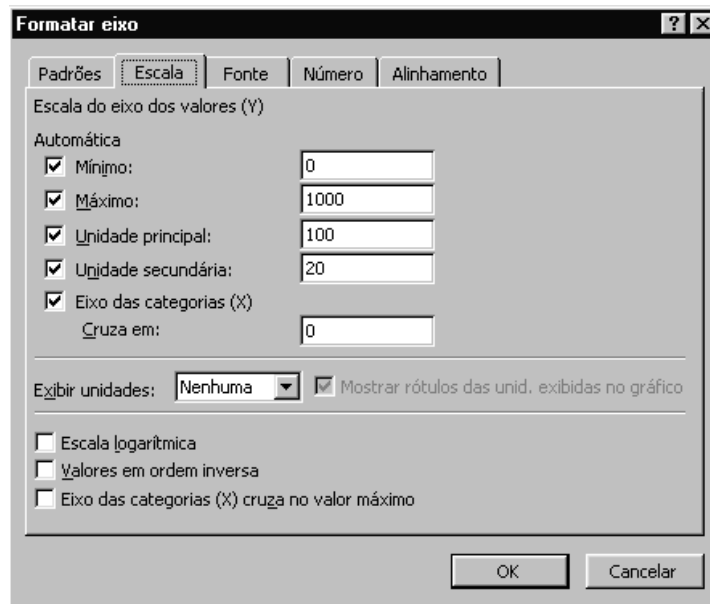 Formatar eixo
Padrões Escala Fonte Número Alinhamento
Escala do eixo dos valores (Y)
Automática
Mínimo: 0
Máximo: 1000
Unidade principal: 100
Unidade secundária: 20
Eixo das categorias (X)
Cruza em: 0
Exibir unidades: Nenhuma Mostrar rótulos das unid. exibidas no gráfico
Escala logarítmica
Valores em ordem inversa
Eixo das categorias (X) cruza no valor máximo
OK Cancelar